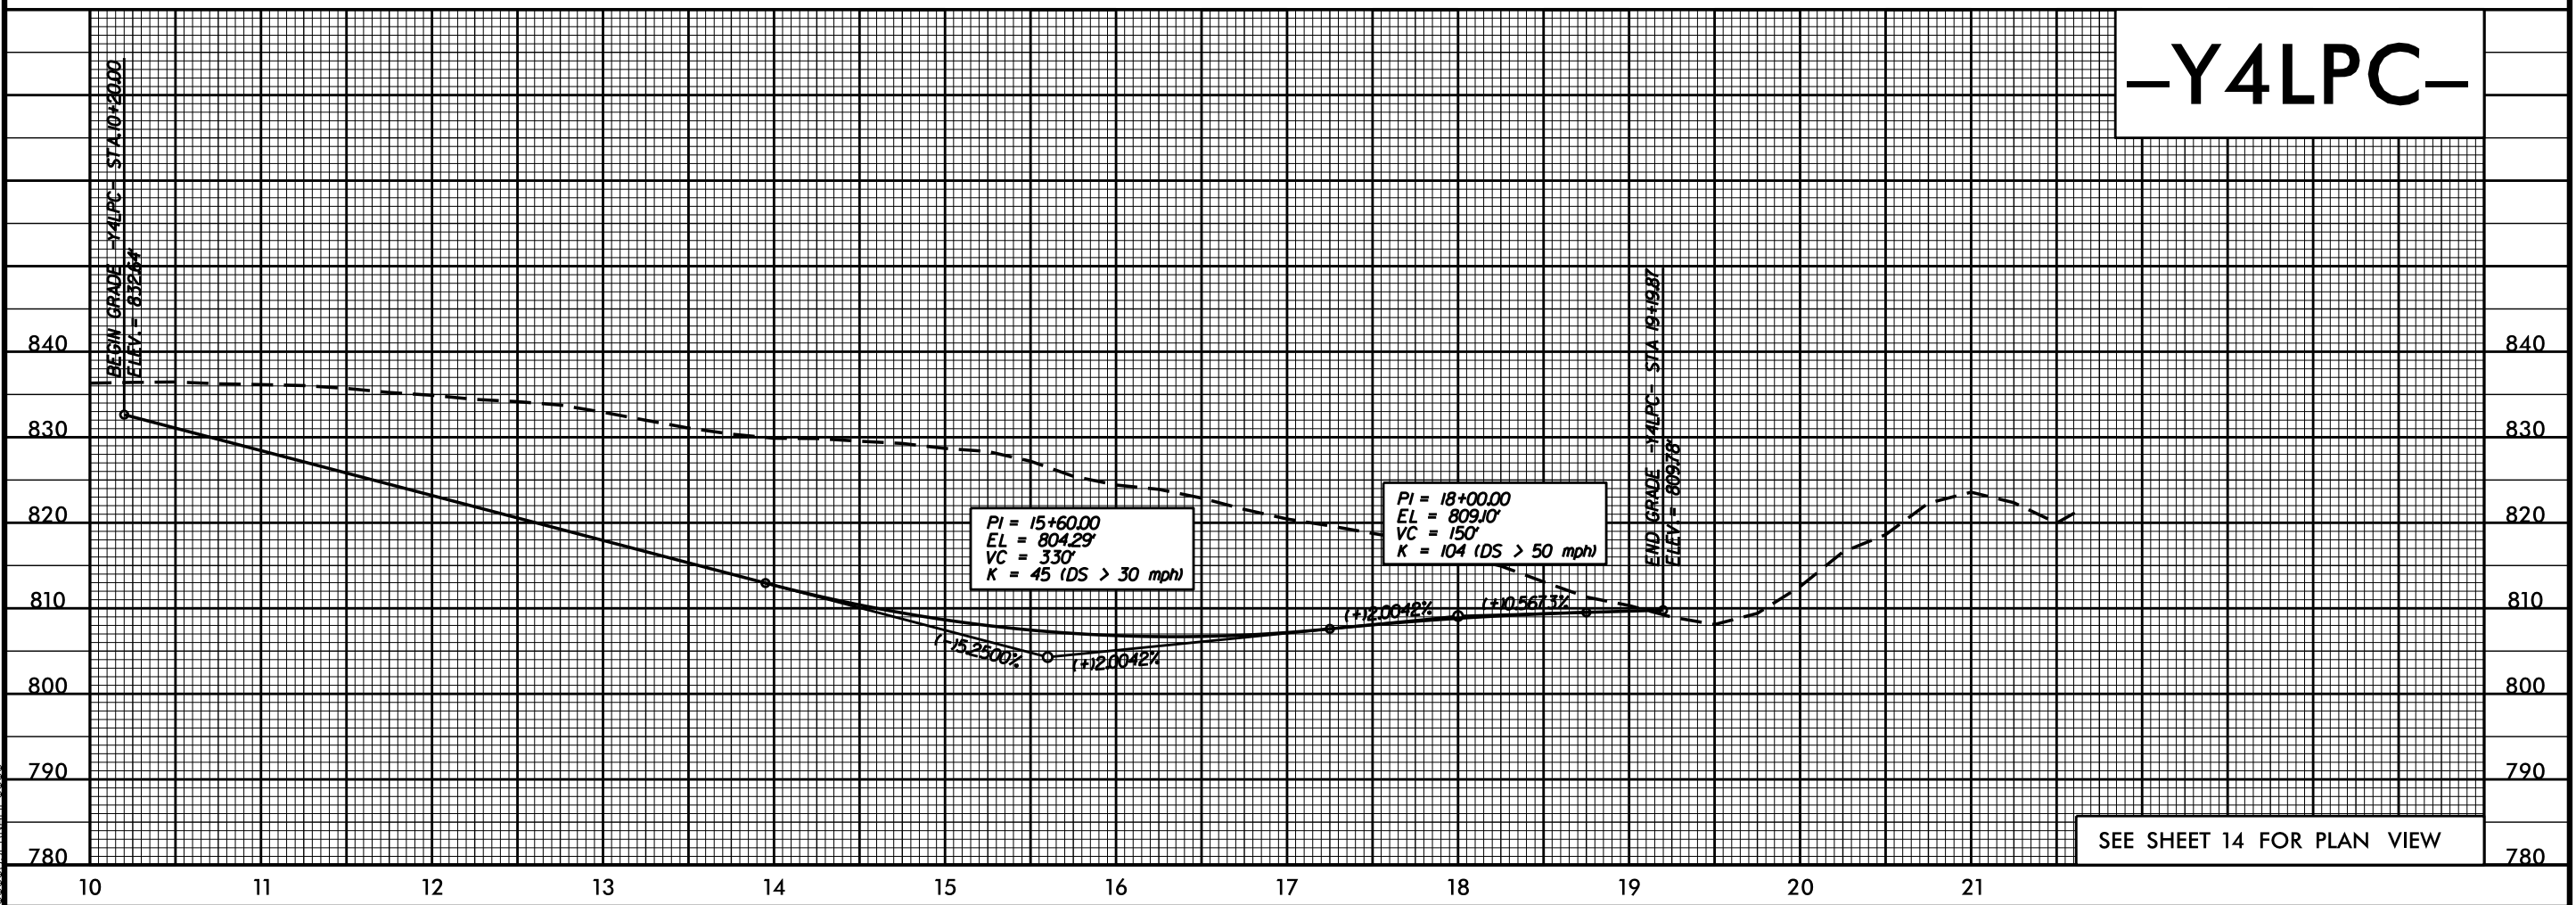 -Y4LPC-
BEGIN GRADE -Y4LPC- STA.10+20.00
ELEV.= 832.64'
END GRADE -Y4LPC- STA.19+19.87
ELEV.= 809.78'
840
840
830
830
820
820
810
810
800
800
790
790
780
780
PI = 15+60.00
EL = 804.29'
VC = 330'
K = 45 (DS > 30 mph)
PI = 18+00.00
EL = 809.10'
VC = 150'
K = 104 (DS > 50 mph)
(-)5.2500%
(+)2.0042%
(+)2.0042%
(+)0.5673%
SEE SHEET 14 FOR PLAN VIEW
10 11 12 13 14 15 16 17 18 19 20 21